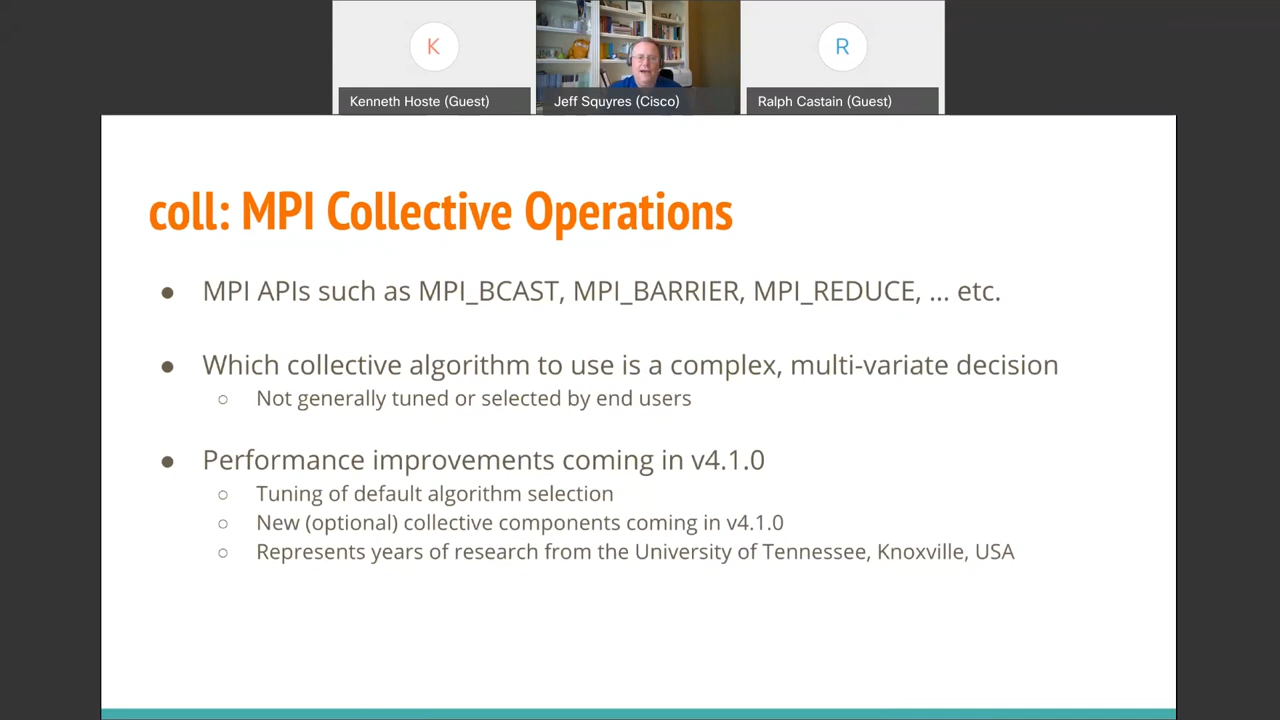 K
R
Kenneth Hoste (Guest)
Jeff Squyres (Cisco)
Ralph Castain (Guest)
coll: MPI Collective Operations
● MPI APIs such as MPI_BCAST, MPI_BARRIER, MPI_REDUCE, ... etc.
● Which collective algorithm to use is a complex, multi-variate decision
○ Not generally tuned or selected by end users
● Performance improvements coming in v4.1.0
○ Tuning of default algorithm selection
○ New (optional) collective components coming in v4.1.0
○ Represents years of research from the University of Tennessee, Knoxville, USA